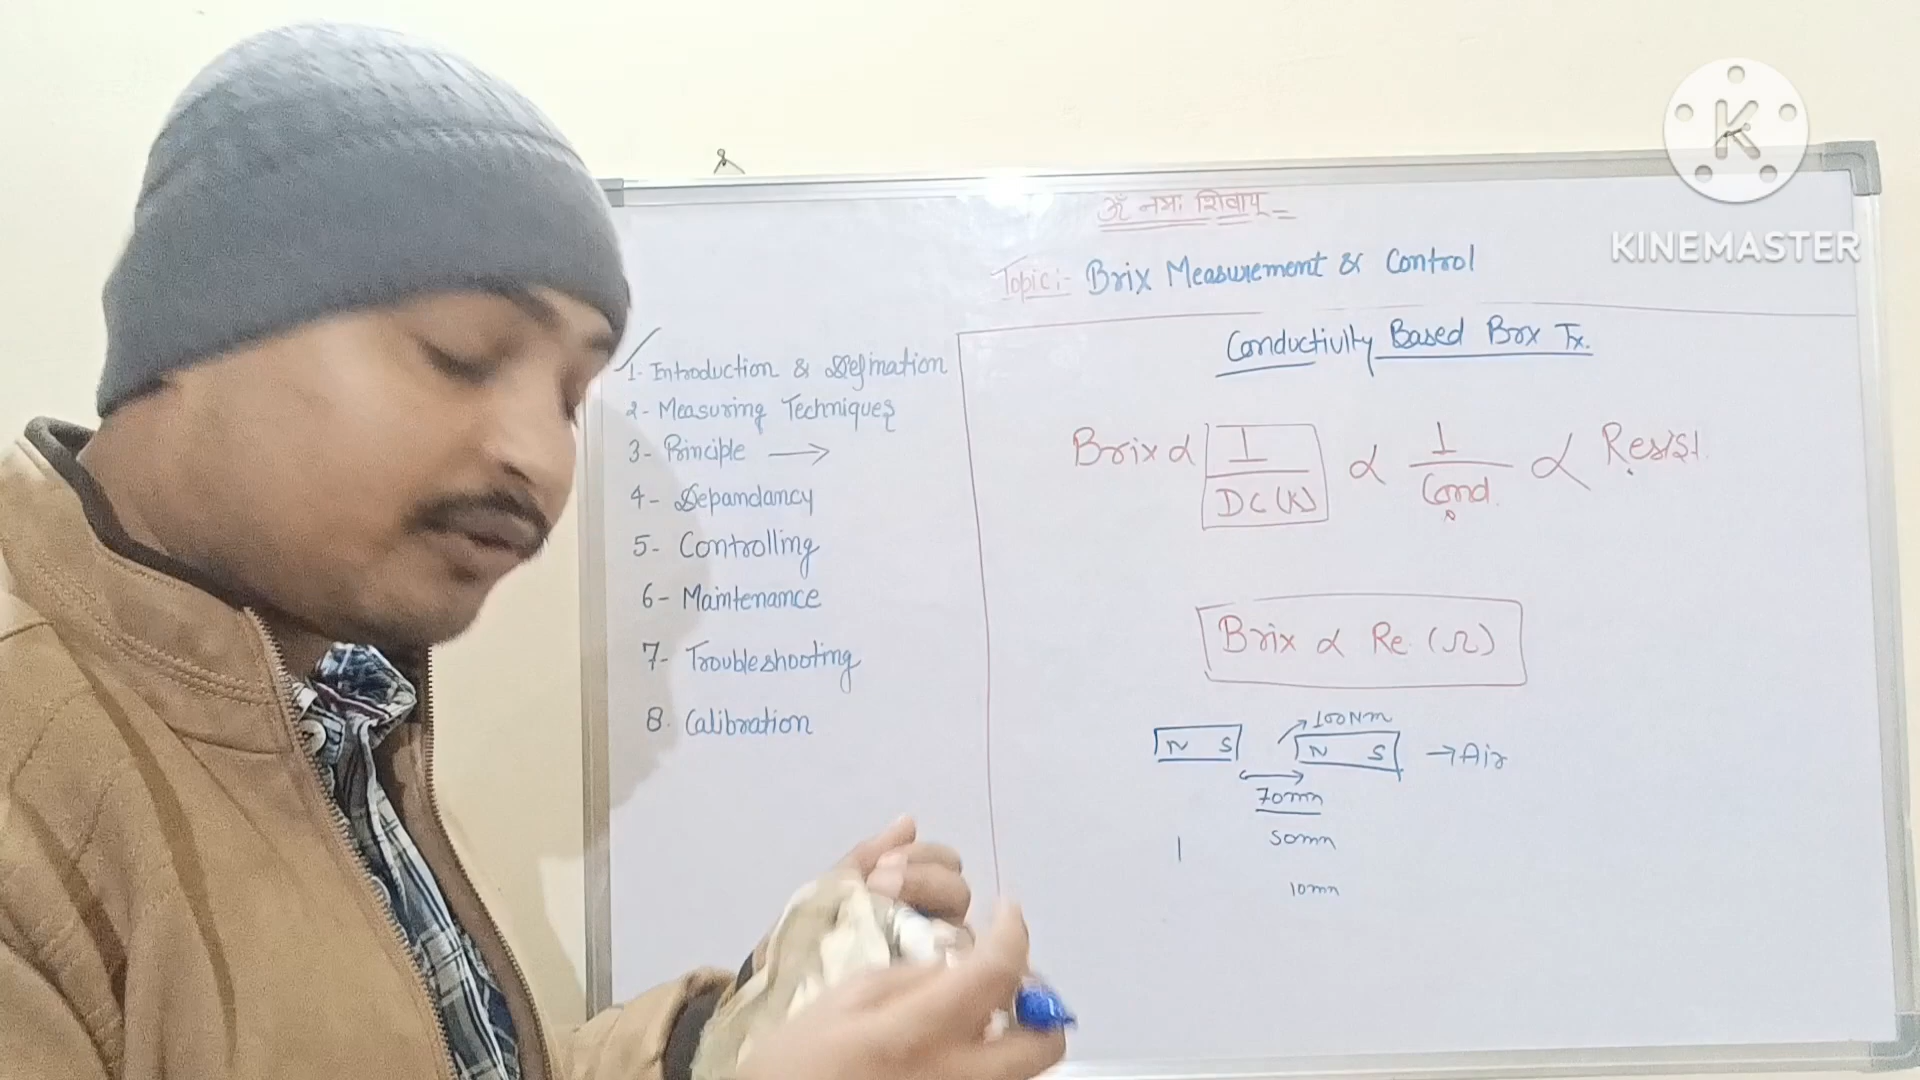 K
KINEMASTER
ॐ नमः शिवाय
Topic:- Brix Measurement & Control
1- Introduction & Defination
2- Measuring Techniques
3- Principle →
4- Depandancy
5- Controlling
6- Maintenance
7- Troubleshooting
8. Calibration
Conductivity Based Brix Tx.
Brix ∝ 1/DC(K) ∝ 1/Cond. ∝ Resist.
Brix ∝ Re. (Ω)
100Nm
N S N S → Air
70mm
50mm
10mm